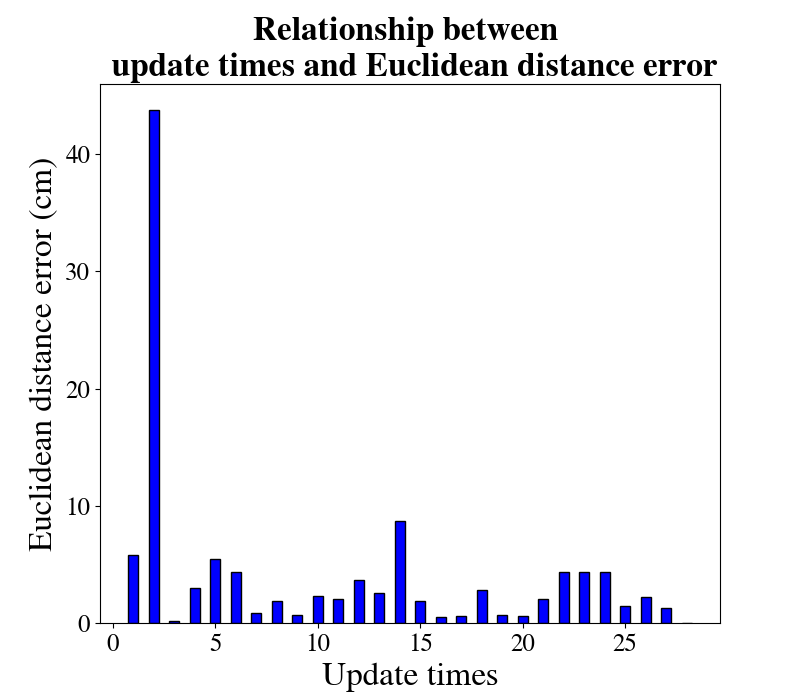 Relationship between
update times and Euclidean distance error
Euclidean distance error (cm)
40
30
20
10
0
0 5 10 15 20 25
Update times